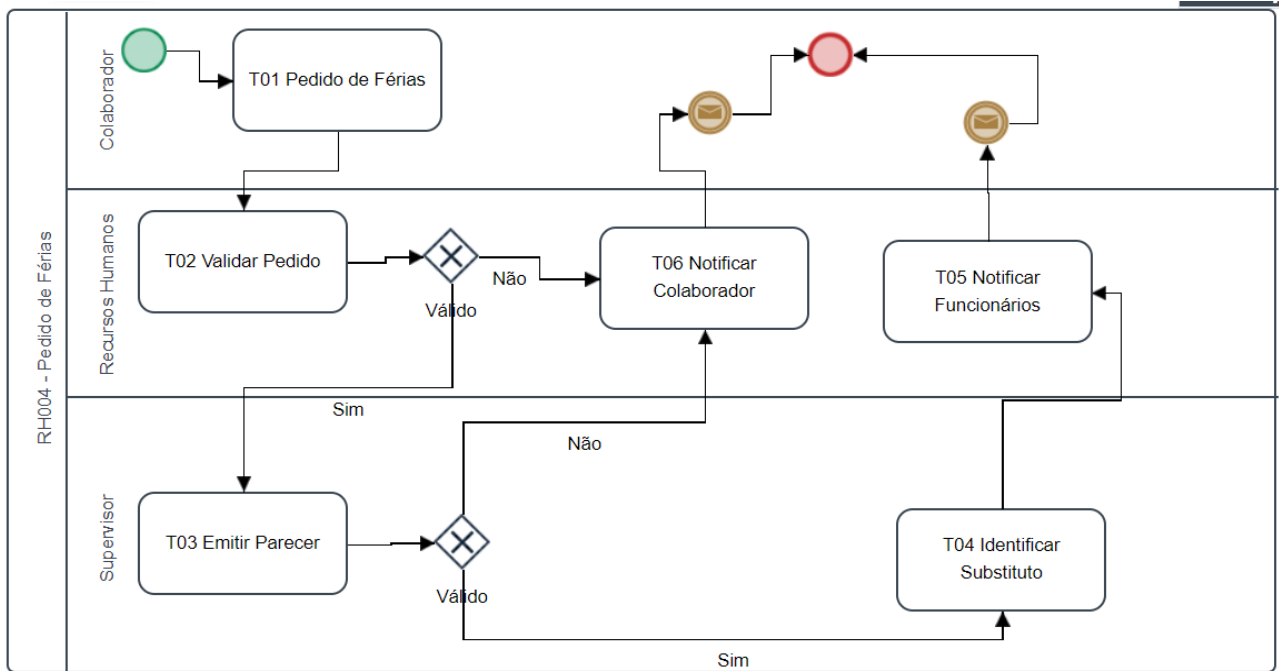 RH004 - Pedido de Férias
Colaborador
T01 Pedido de Férias
Recursos Humanos
T02 Validar Pedido
Válido
Não
T06 Notificar
Colaborador
T05 Notificar
Funcionários
Sim
Supervisor
T03 Emitir Parecer
Válido
Não
T04 Identificar
Substituto
Sim